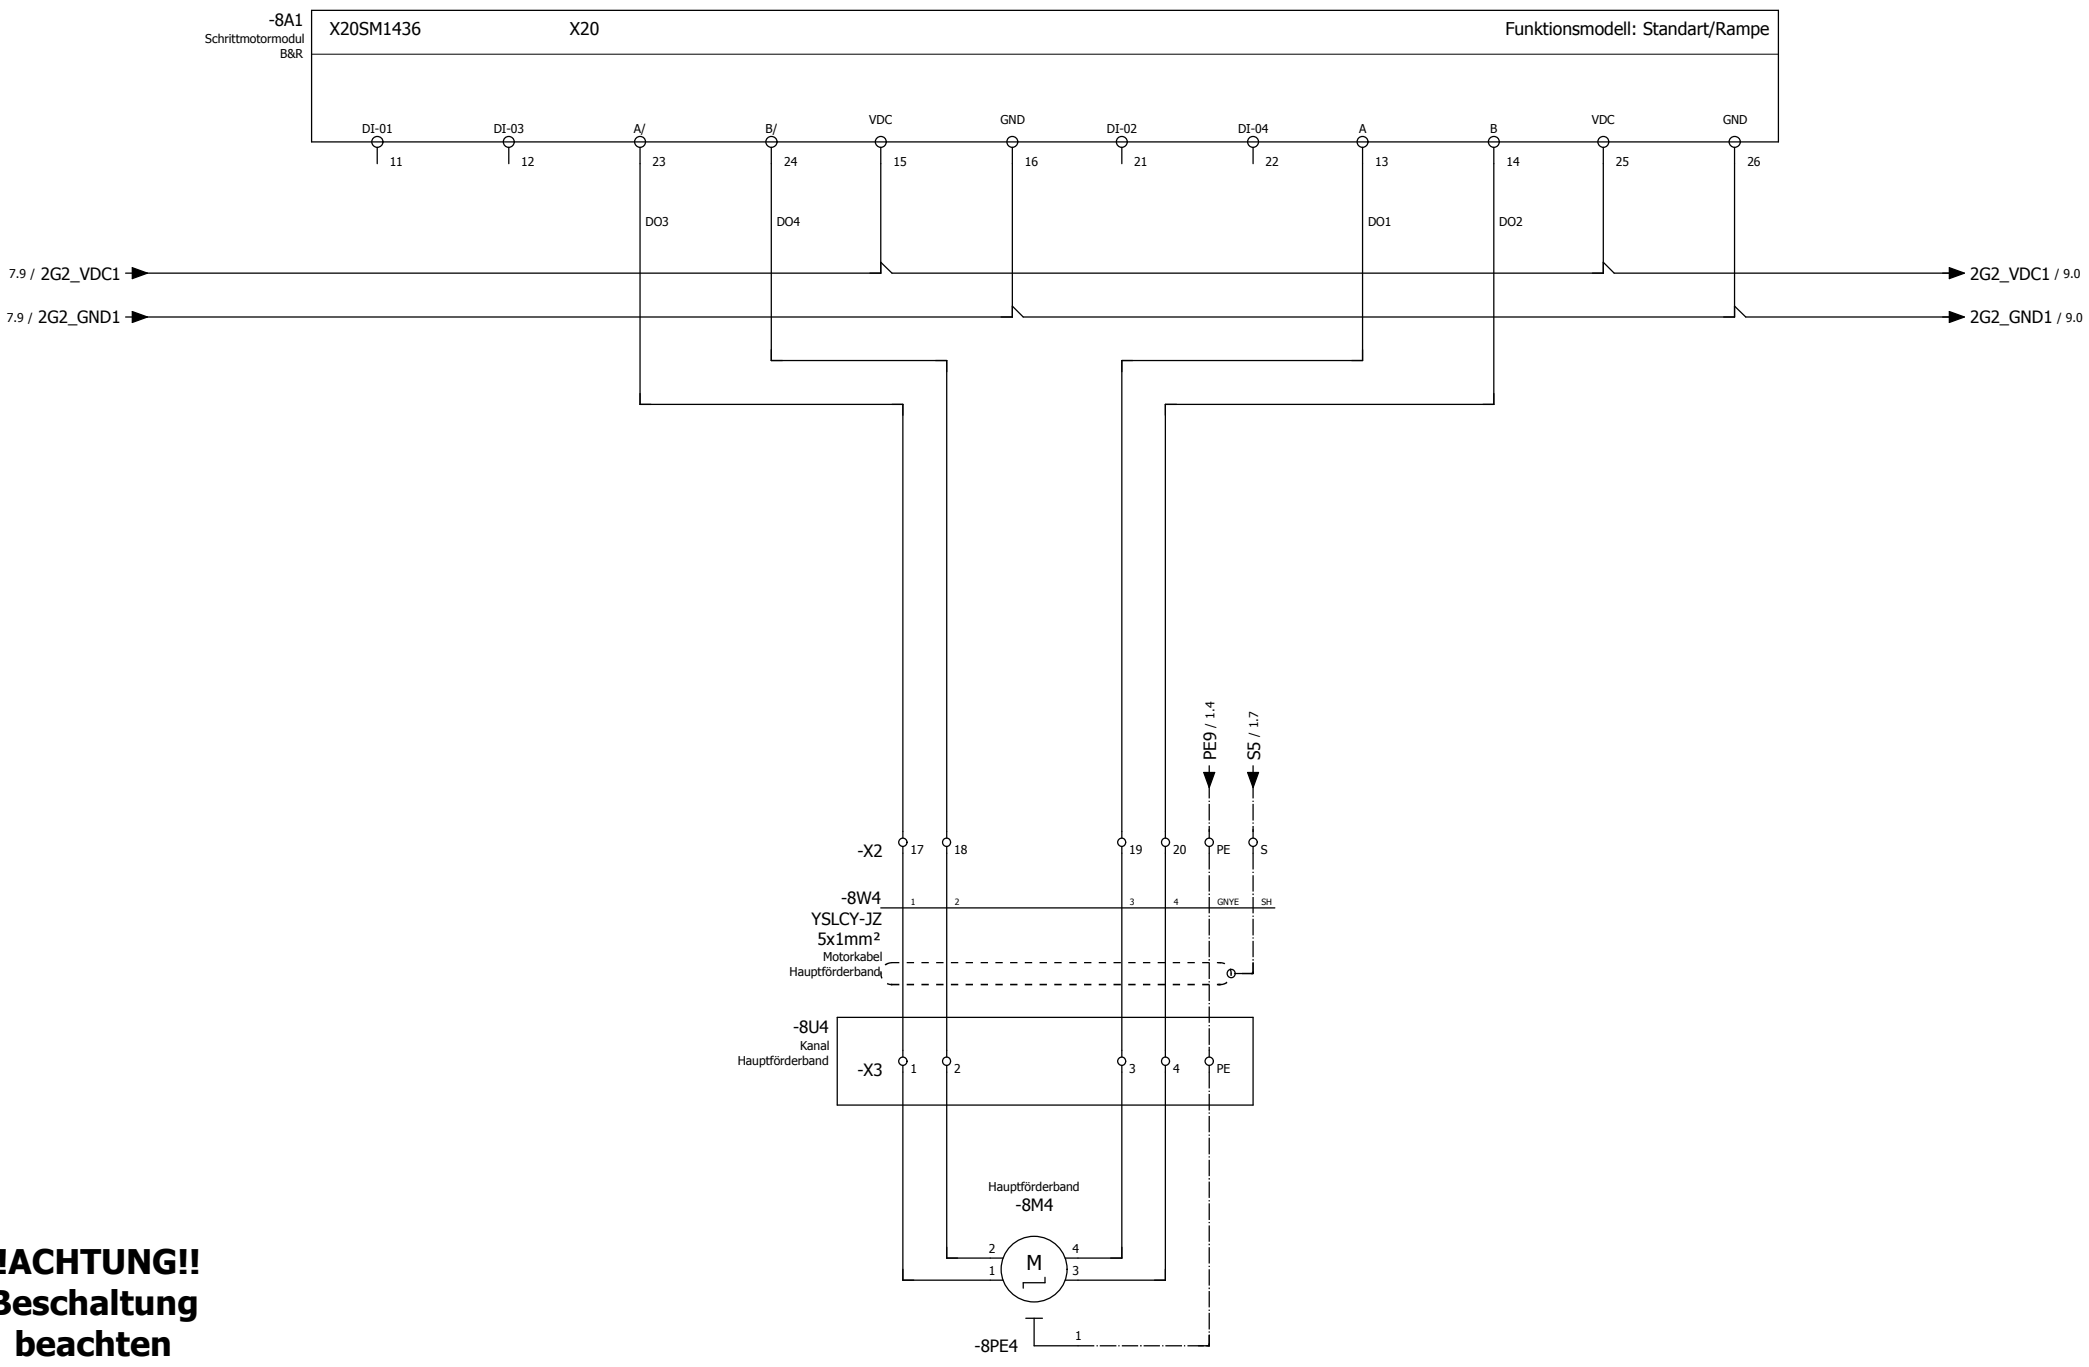 -8A1
Schrittmotormodul
B&R
X20SM1436 X20 Funktionsmodell: Standart/Rampe
DI-01 DI-03 A/ B/ VDC GND DI-02 DI-04 A B VDC GND
11 12 23 24 15 16 21 22 13 14 25 26
DO3 DO4 DO1 DO2
7.9 / 2G2_VDC1 2G2_VDC1 / 9.0
7.9 / 2G2_GND1 2G2_GND1 / 9.0
PE9 / 1.4
S5 / 1.7
-X2 17 18 19 20 PE S
-8W4 1 2 3 4 GNYE SH
YSLCY-JZ
5x1mm²
Motorkabel
Hauptförderband
-8U4
Kanal
Hauptförderband
-X3 1 2 3 4 PE
Hauptförderband
-8M4
2 4
M
1 3
-8PE4 1
!ACHTUNG!!
Beschaltung
beachten